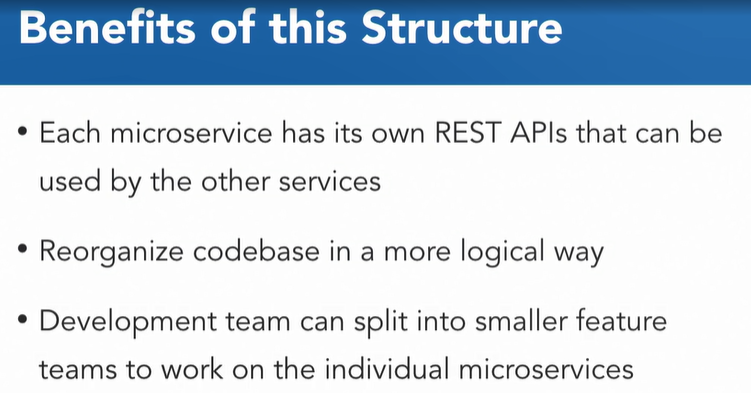 Benefits of this Structure
• Each microservice has its own REST APIs that can be
used by the other services
• Reorganize codebase in a more logical way
• Development team can split into smaller feature
teams to work on the individual microservices